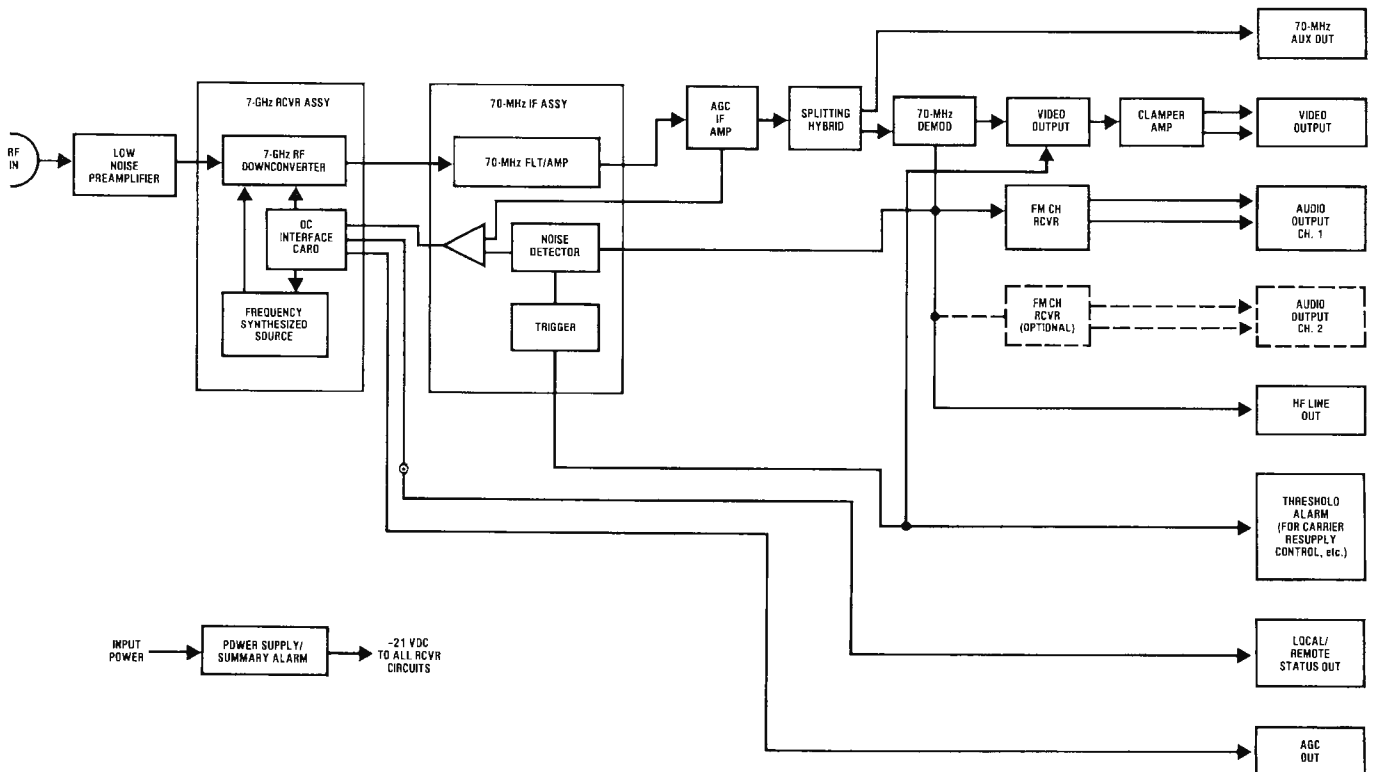 70-MHz
AUX OUT
7-GHz RCVR ASSY
70-MHz IF ASSY
AGC
IF
AMP
SPLITTING
HYBRID
70-MHz
DEMOD
VIDEO
OUTPUT
CLAMPER
AMP
VIDEO
OUTPUT
RF
IN
LOW
NOISE
PREAMPLIFIER
7-GHz RF
DOWNCONVERTER
70-MHz FLT/AMP
DC
INTERFACE
CARD
NOISE
DETECTOR
FM CH
RCVR
AUDIO
OUTPUT
CH. 1
FREQUENCY
SYNTHESIZED
SOURCE
TRIGGER
FM CH
RCVR
(OPTIONAL)
AUDIO
OUTPUT
CH. 2
HF LINE
OUT
THRESHOLD
ALARM
(FOR CARRIER
RESUPPLY
CONTROL, etc.)
INPUT
POWER
POWER SUPPLY/
SUMMARY ALARM
-21 VDC
TO ALL RCVR
CIRCUITS
LOCAL/
REMOTE
STATUS OUT
AGC
OUT